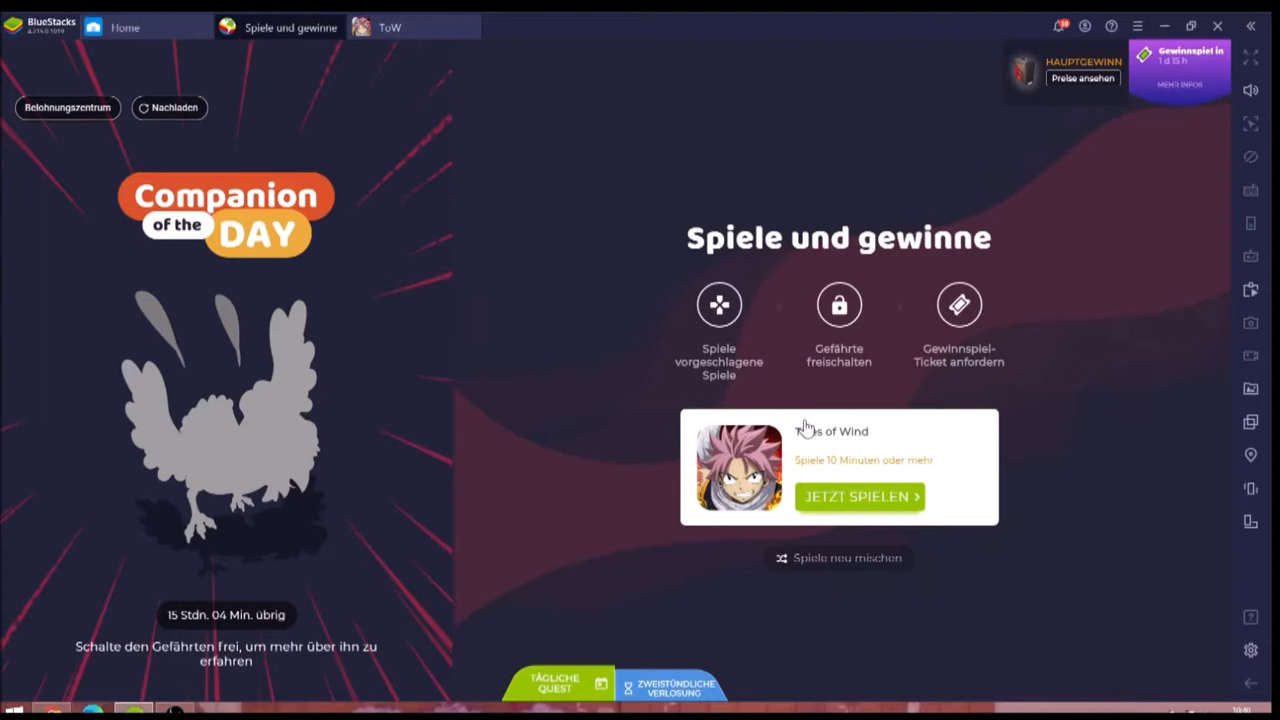 BlueStacks
Home
Spiele und gewinne
ToW
HAUPTGEWINN
Preise ansehen
Gewinnspiel in
1 d 15 h
MEHR INFOS
Belohnungszentrum
Nachladen
Companion
of the
DAY
15 Stdn. 04 Min. übrig
Schalte den Gefährten frei, um mehr über ihn zu
erfahren
Spiele und gewinne
Spiele
vorgeschlagene
Spiele
Gefährte
freischalten
Gewinnspiel-
Ticket anfordern
of Wind
Spiele 10 Minuten oder mehr
JETZT SPIELEN
Spiele neu mischen
TÄGLICHE
QUEST
ZWEISTÜNDLICHE
VERLOSUNG